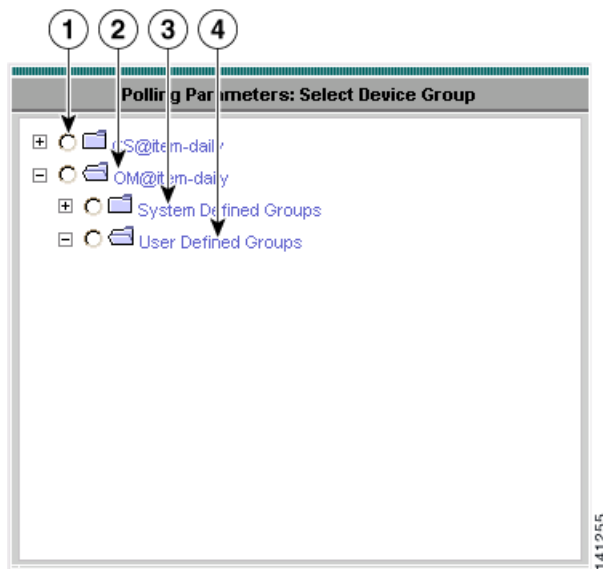 1 2 3 4
Polling Parameters: Select Device Group
CS@item-daily
OM@item-daily
System Defined Groups
User Defined Groups
141255